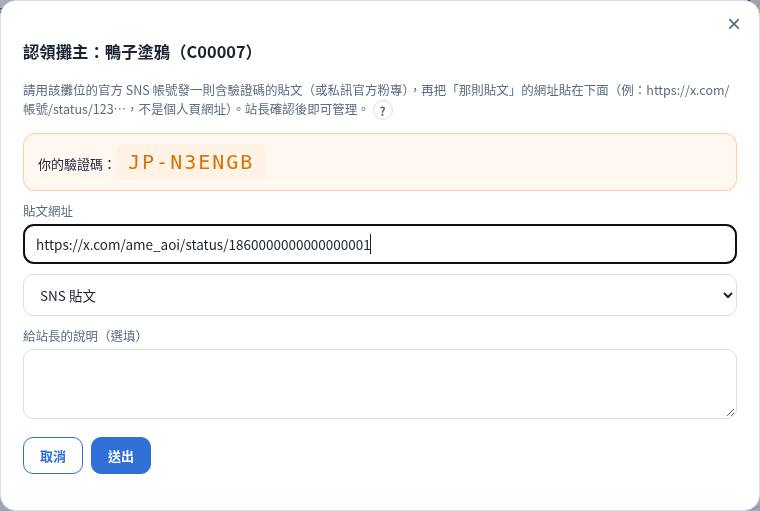 ×
認領攤主：鴨子塗鴉（C00007）
請用該攤位的官方 SNS 帳號發一則含驗證碼的貼文（或私訊官方粉專），再把「那則貼文」的網址貼在下面（例：https://x.com/
帳號/status/123…，不是個人頁網址）。站長確認後即可管理。 ?
你的驗證碼： JP-N3ENGB
貼文網址
https://x.com/ame_aoi/status/1860000000000000001
SNS 貼文
給站長的說明（選填）
取消 送出